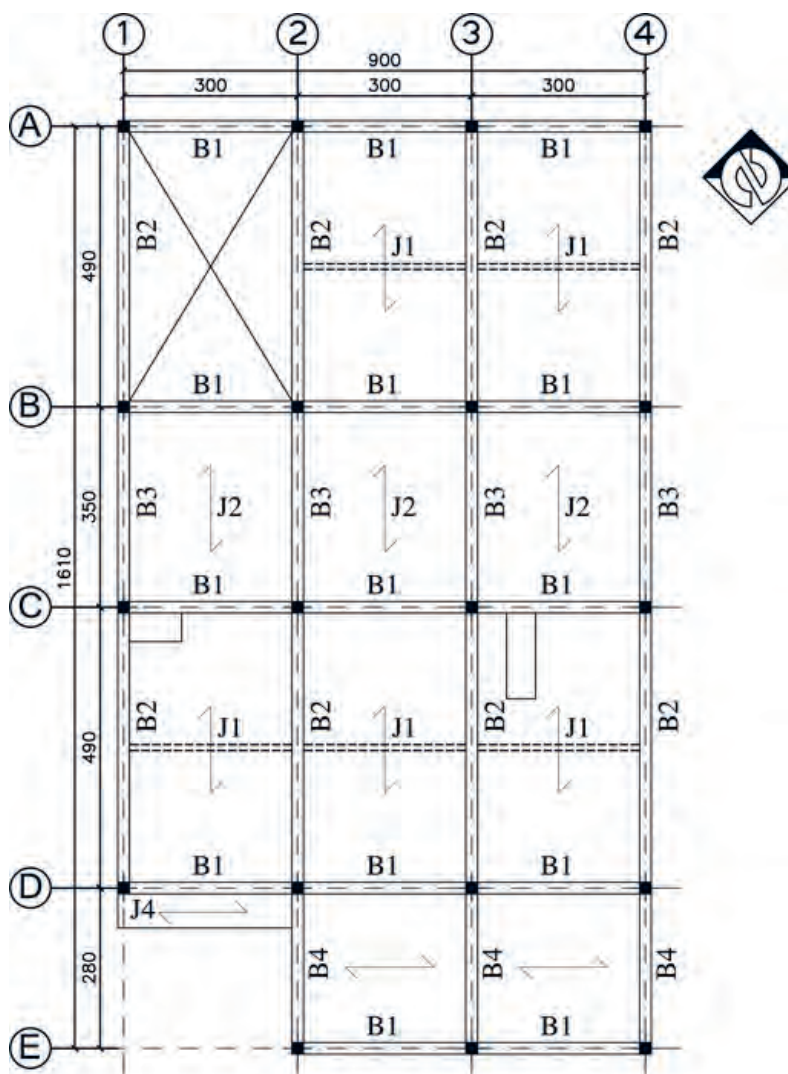 1 2 3 4
900
300 300 300
A
B1 B1 B1
B2 B2 B2 B2
J1 J1
490
B1 B1 B1
B
B3 B3 B3 B3
J2 J2 J2
350
1610
B1 B1 B1
C
B2 B2 B2 B2
J1 J1 J1
490
B1 B1 B1
D
J4
B4 B4 B4
280
B1 B1
E